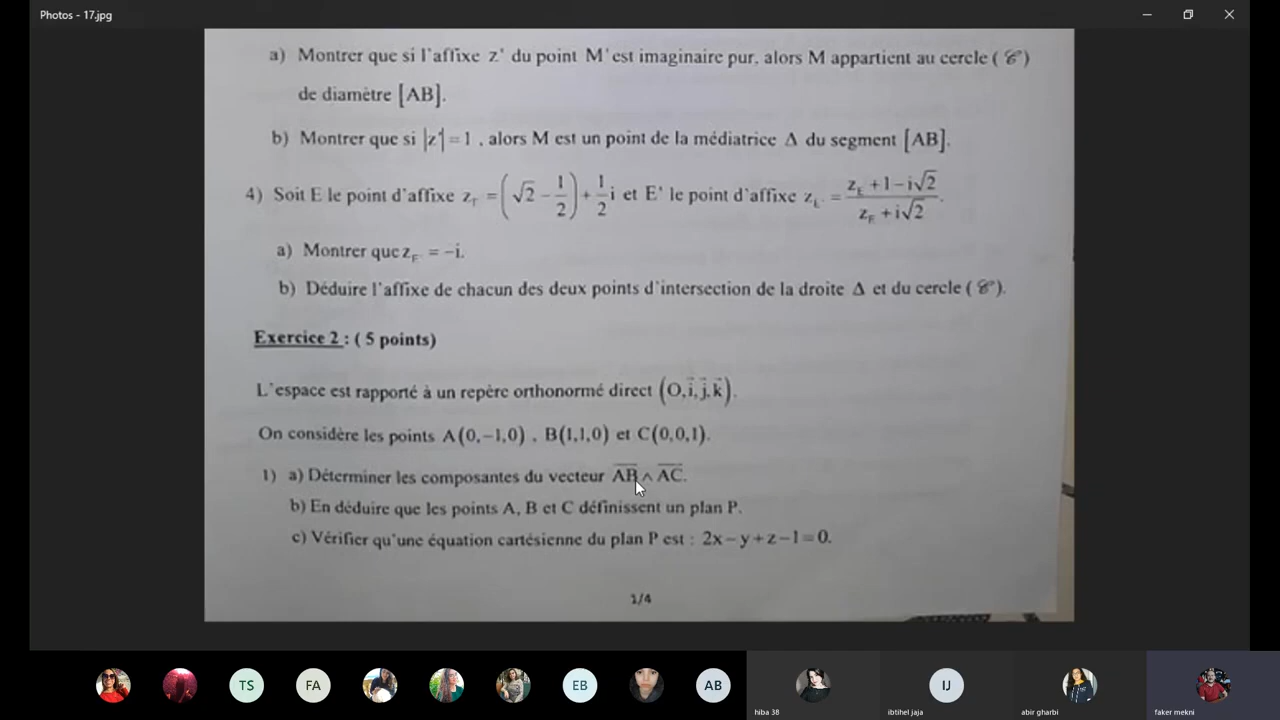 Photos - 17.jpg
a) Montrer que si l'affixe z' du point M' est imaginaire pur, alors M appartient au cercle (𝒞)
de diamètre [AB].
b) Montrer que si |z'| = 1 , alors M est un point de la médiatrice Δ du segment [AB].
4) Soit E le point d'affixe z_E = (√2 − 1/2) + 1/2 i et E' le point d'affixe z_E' = (z_E + 1 − i√2)/(z_E + i√2).
a) Montrer que z_E' = −i.
b) Déduire l'affixe de chacun des deux points d'intersection de la droite Δ et du cercle (𝒞).
Exercice 2 : ( 5 points)
L'espace est rapporté à un repère orthonormé direct (O, i, j, k).
On considère les points A(0,−1,0) , B(1,1,0) et C(0,0,1).
1) a) Déterminer les composantes du vecteur AB ∧ AC.
b) En déduire que les points A, B et C définissent un plan P.
c) Vérifier qu'une équation cartésienne du plan P est : 2x − y + z − 1 = 0.
1/4
TS FA EB AB IJ
hiba 38 ibtihel jaja abir gharbi faker mekni